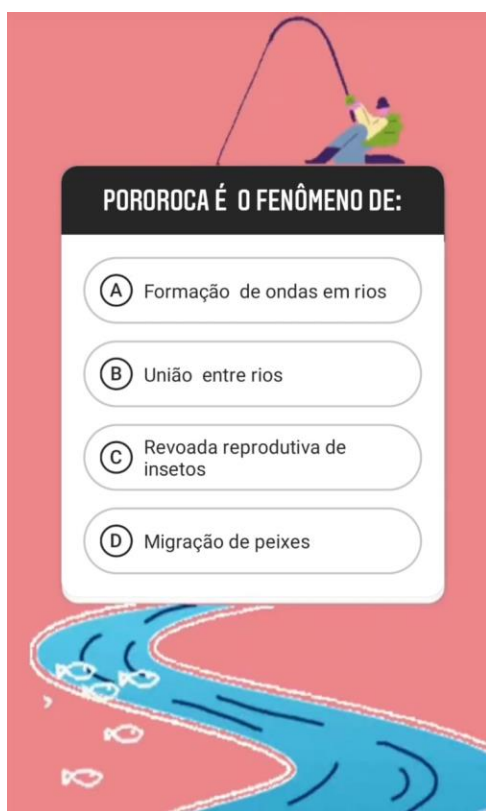 POROROCA É O FENÔMENO DE:
A Formação de ondas em rios
B União entre rios
C Revoada reprodutiva de
insetos
D Migração de peixes